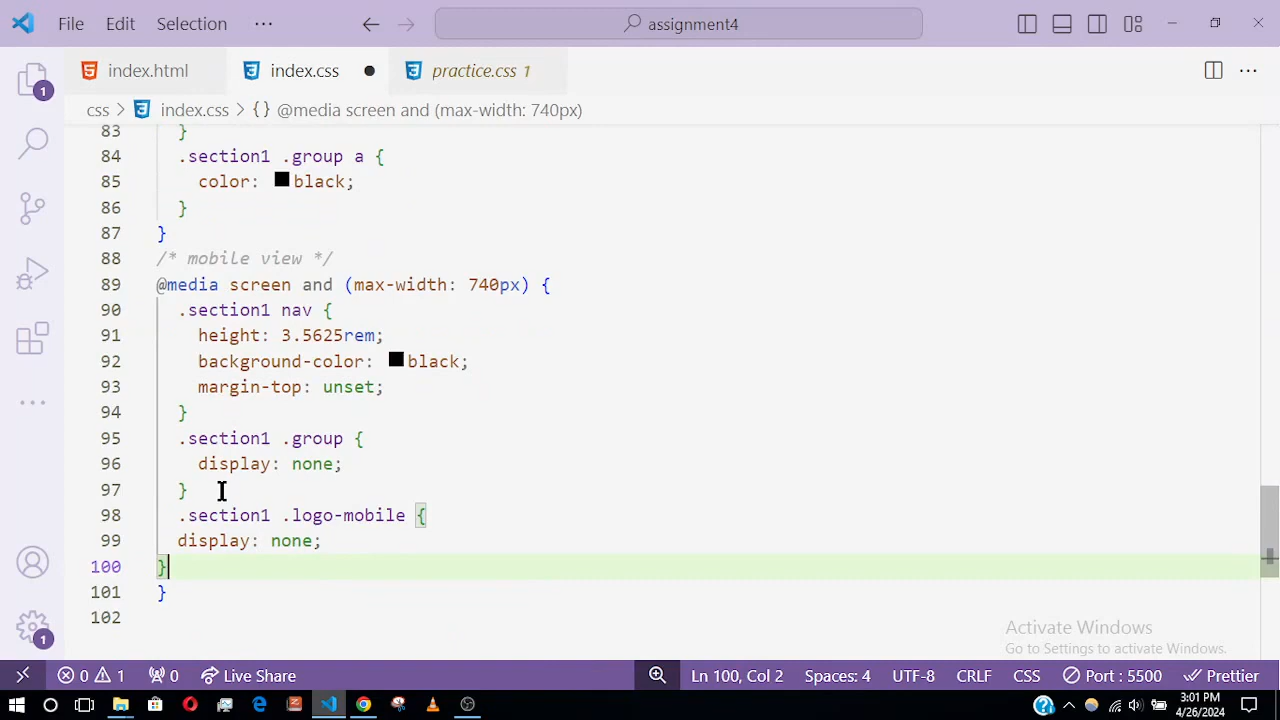 File Edit Selection ··· assignment4
index.html index.css practice.css 1
css index.css {} @media screen and (max-width: 740px)
83 }
84 .section1 .group a {
85 color: black;
86 }
87 }
88 /* mobile view */
89 @media screen and (max-width: 740px) {
90 .section1 nav {
91 height: 3.5625rem;
92 background-color: black;
93 margin-top: unset;
94 }
95 .section1 .group {
96 display: none;
97 }
98 .section1 .logo-mobile {
99 display: none;
100 }
101 }
102
1
1
Activate Windows
Go to Settings to activate Windows.
0 1 0 Live Share Ln 100, Col 2 Spaces: 4 UTF-8 CRLF CSS Port : 5500 Prettier
3:01 PM
4/26/2024